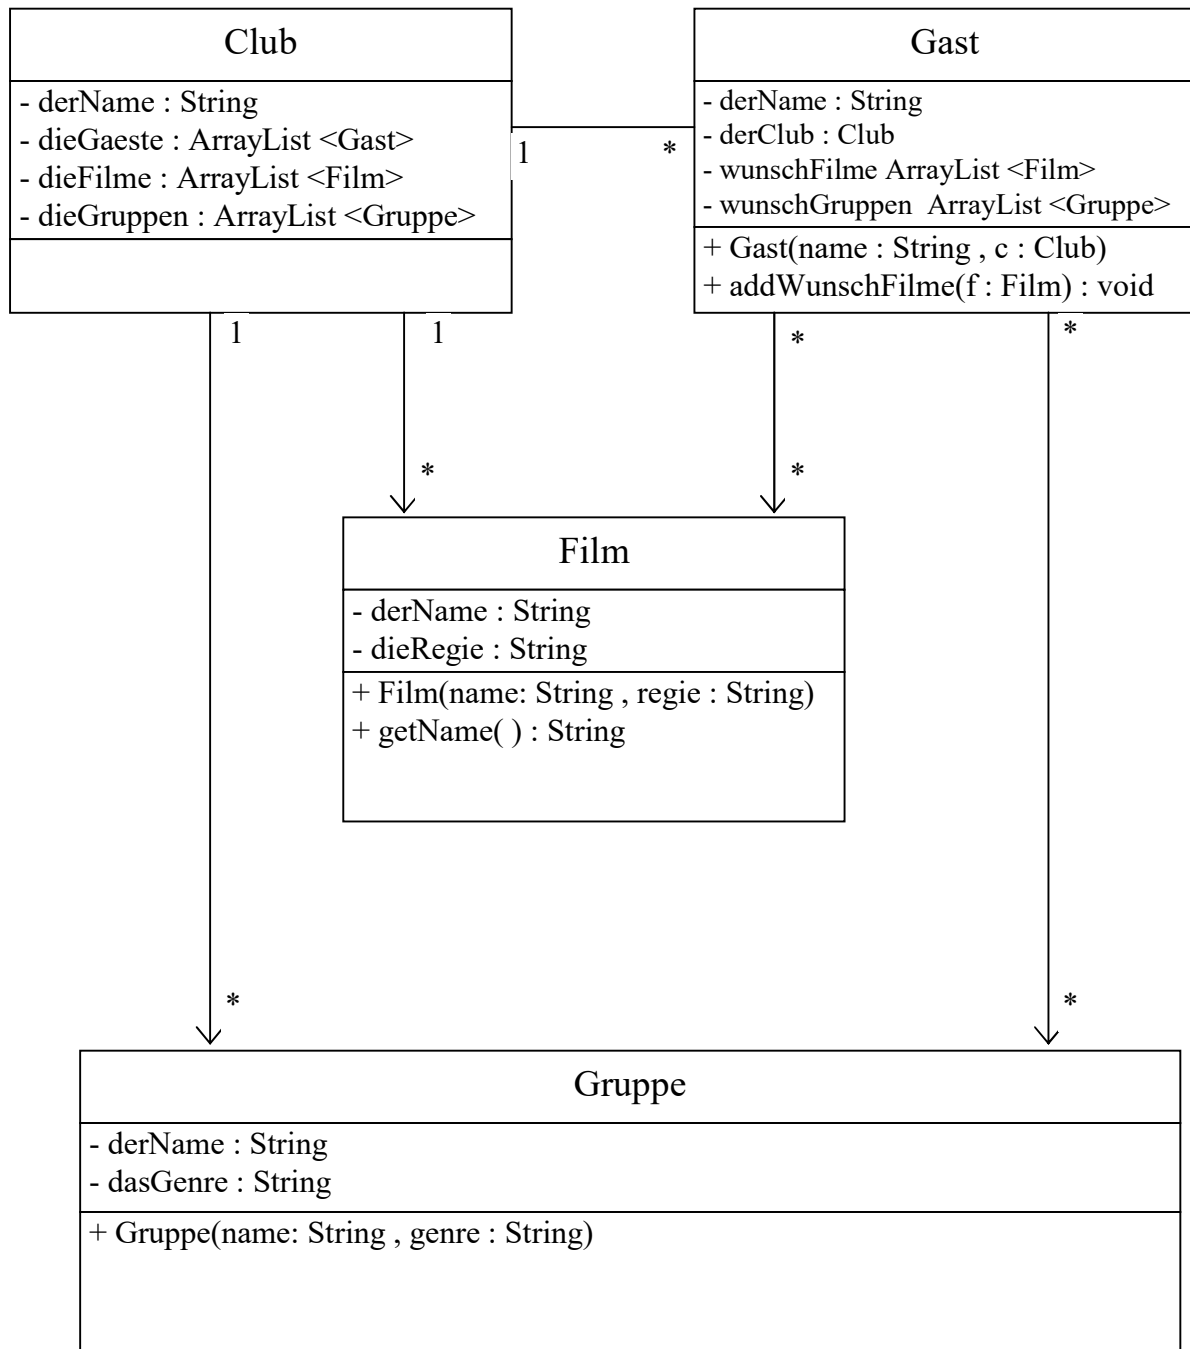 Club
- derName : String
- dieGaeste : ArrayList <Gast>
- dieFilme : ArrayList <Film>
- dieGruppen : ArrayList <Gruppe>
Gast
- derName : String
- derClub : Club
- wunschFilme ArrayList <Film>
- wunschGruppen  ArrayList <Gruppe>
+ Gast(name : String , c : Club)
+ addWunschFilme(f : Film) : void
1
*
1
1
*
*
*
*
Film
- derName : String
- dieRegie : String
+ Film(name: String , regie : String)
+ getName( ) : String
*
*
Gruppe
- derName : String
- dasGenre : String
+ Gruppe(name: String , genre : String)